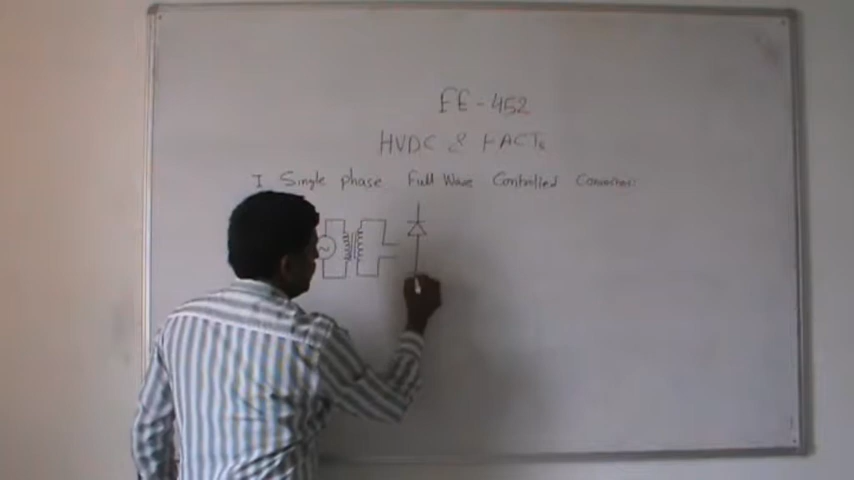 EE-452
HVDC & FACTs
I Single phase Full Wave Controlled Converter: